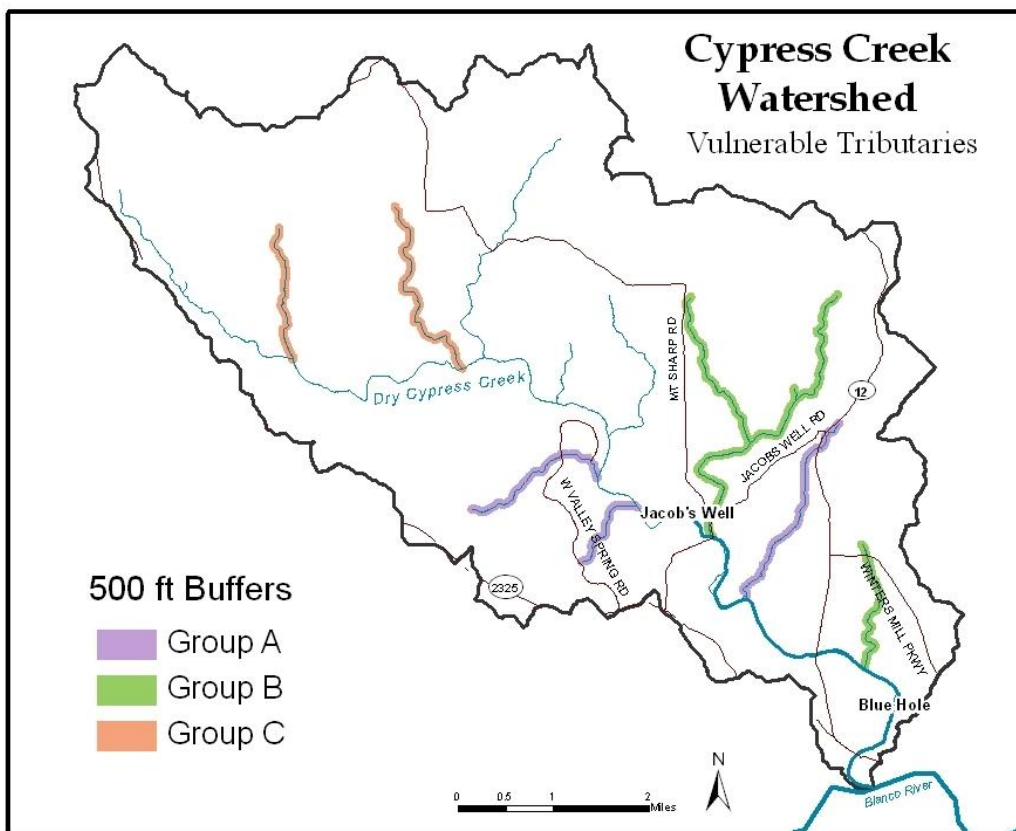 Cypress Creek
Watershed
Vulnerable Tributaries
MT SHARP RD
Dry Cypress Creek
12
JACOBS WELL RD
W VALLEY SPRING RD
Jacob's Well
2325
WINTERS MILL PKWY
500 ft Buffers
Group A
Group B
Group C
Blue Hole
N
0 0.5 1 2
Miles
Blanco River